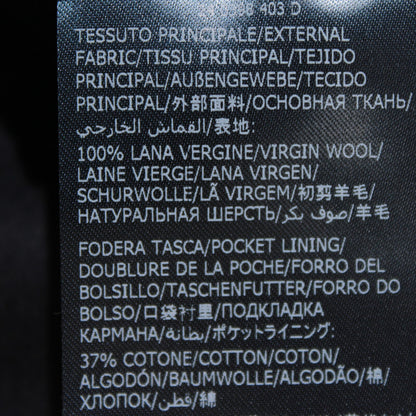 403 D
TESSUTO PRINCIPALE/EXTERNAL
FABRIC/TISSU PRINCIPAL/TEJIDO
PRINCIPAL/AUßENGEWEBE/TECIDO
PRINCIPAL/外部面料/ОСНОВНАЯ ТКАНЬ/
القماش الخارجي/表地:
100% LANA VERGINE/VIRGIN WOOL/
LAINE VIERGE/LANA VIRGEN/
SCHURWOLLE/LÃ VIRGEM/初剪羊毛/
НАТУРАЛЬНАЯ ШЕРСТЬ/صوف بكر/羊毛
FODERA TASCA/POCKET LINING/
DOUBLURE DE LA POCHE/FORRO DEL
BOLSILLO/TASCHENFUTTER/FORRO DO
BOLSO/口袋衬里/ПОДКЛАДКА
КАРМАНА/بطانة/ポケットライニング:
37% COTONE/COTTON/COTON/
ALGODÓN/BAUMWOLLE/ALGODÃO/棉/
ХЛОПОК/قطن/綿